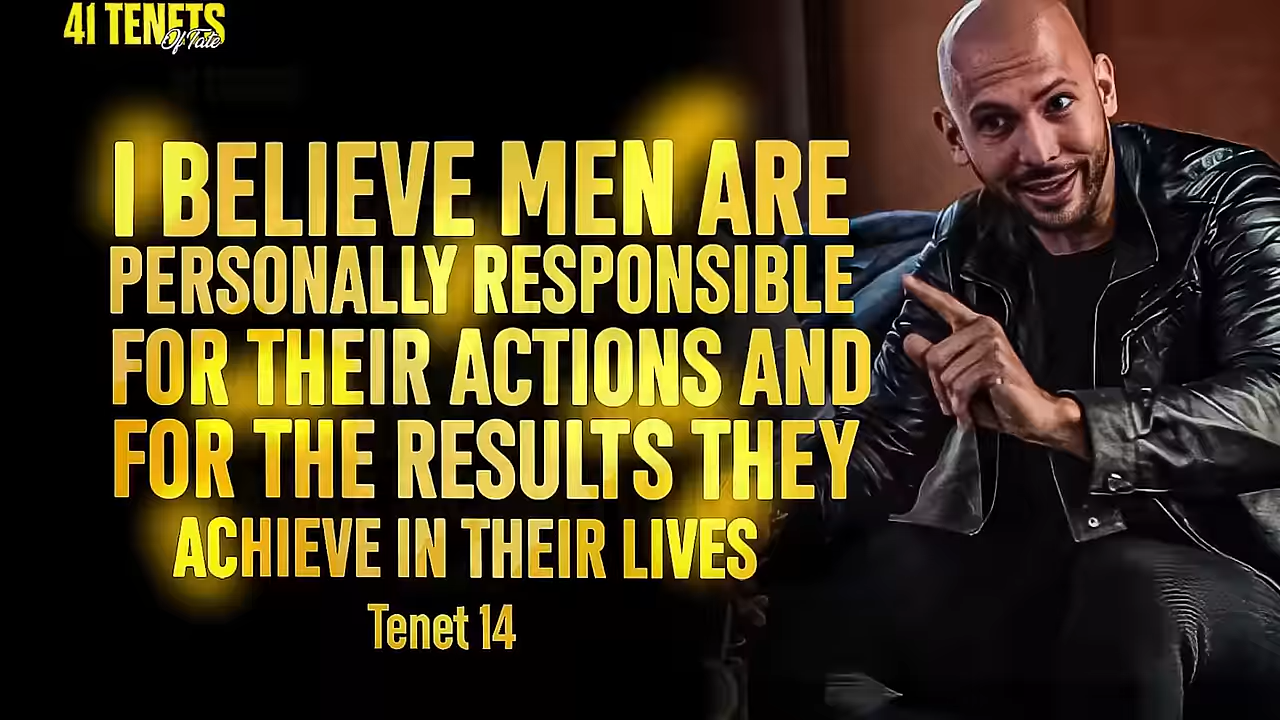 41 TENETS
Of Tate
I BELIEVE MEN ARE
PERSONALLY RESPONSIBLE
FOR THEIR ACTIONS AND
FOR THE RESULTS THEY
ACHIEVE IN THEIR LIVES
Tenet 14